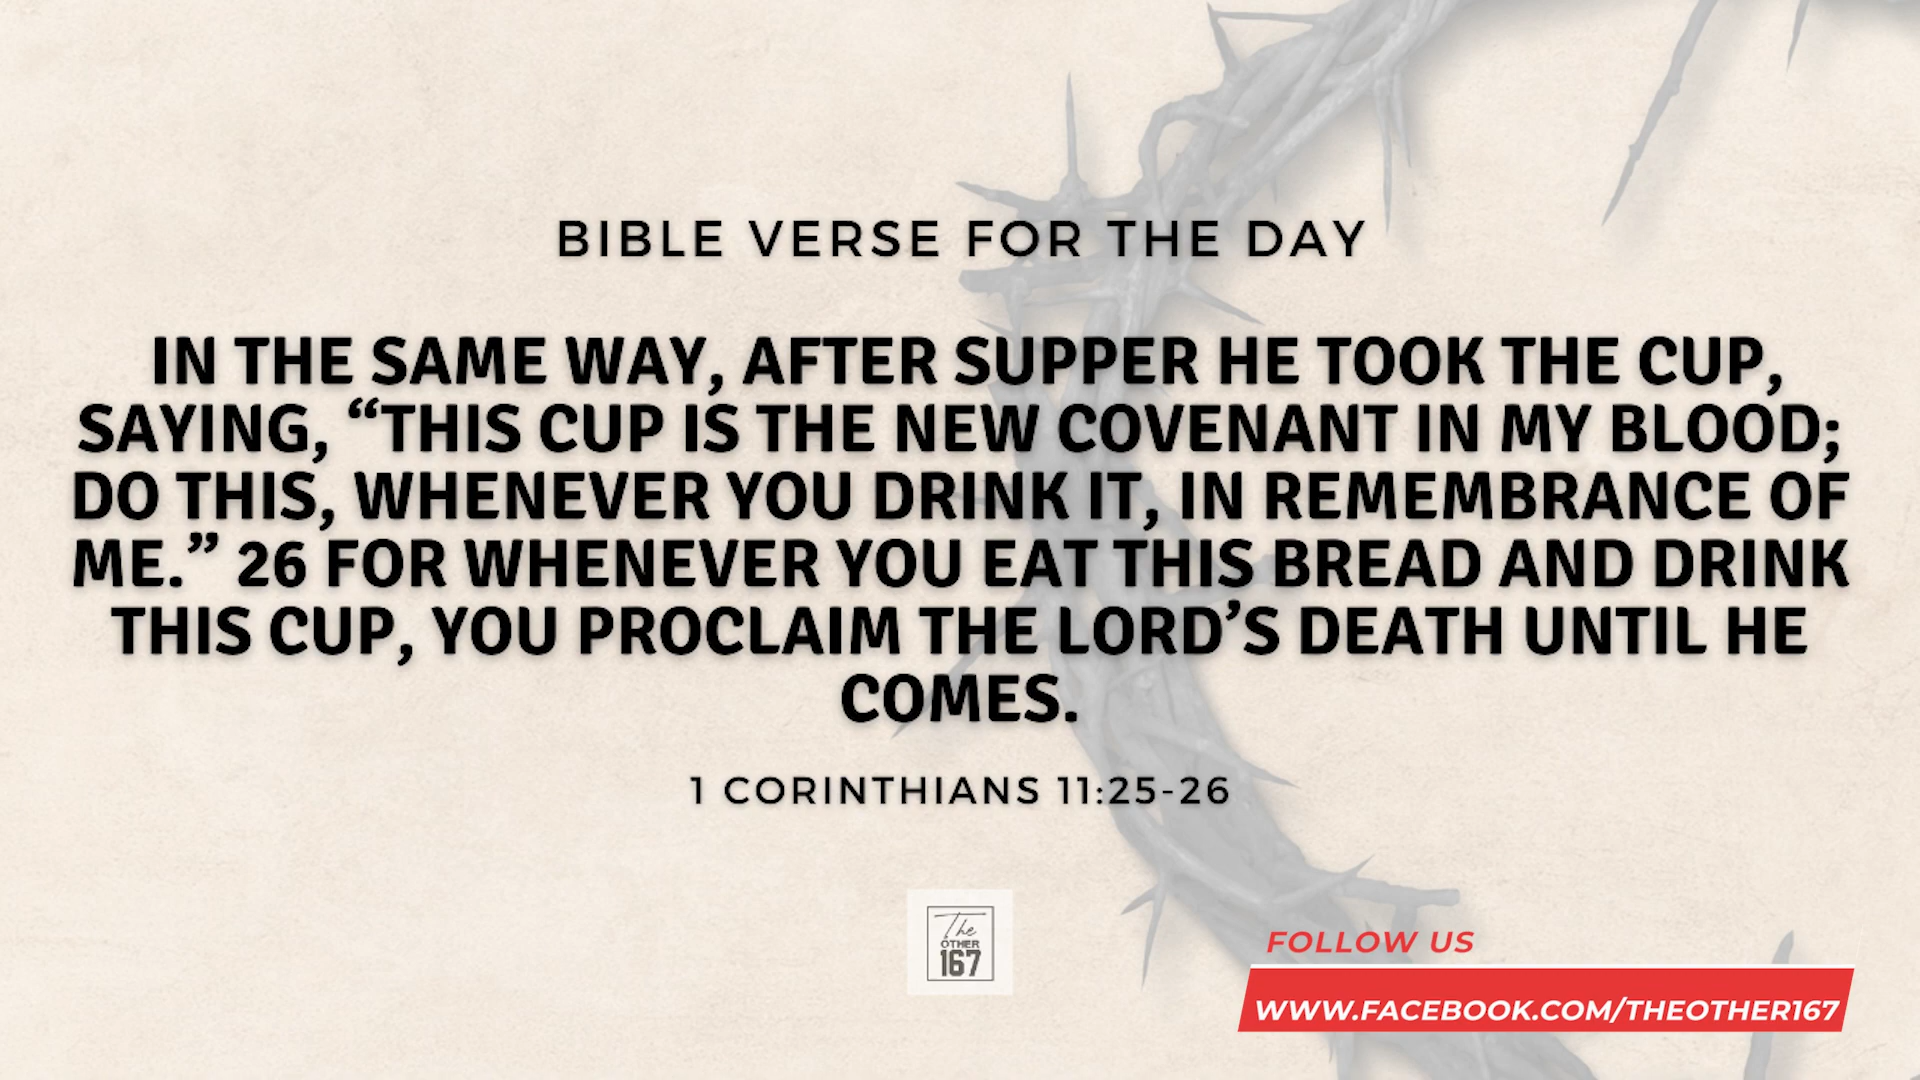 BIBLE VERSE FOR THE DAY
IN THE SAME WAY, AFTER SUPPER HE TOOK THE CUP,
SAYING, “THIS CUP IS THE NEW COVENANT IN MY BLOOD;
DO THIS, WHENEVER YOU DRINK IT, IN REMEMBRANCE OF
ME.” 26 FOR WHENEVER YOU EAT THIS BREAD AND DRINK
THIS CUP, YOU PROCLAIM THE LORD’S DEATH UNTIL HE
COMES.
1 CORINTHIANS 11:25-26
The
OTHER
167
FOLLOW US
WWW.FACEBOOK.COM/THEOTHER167